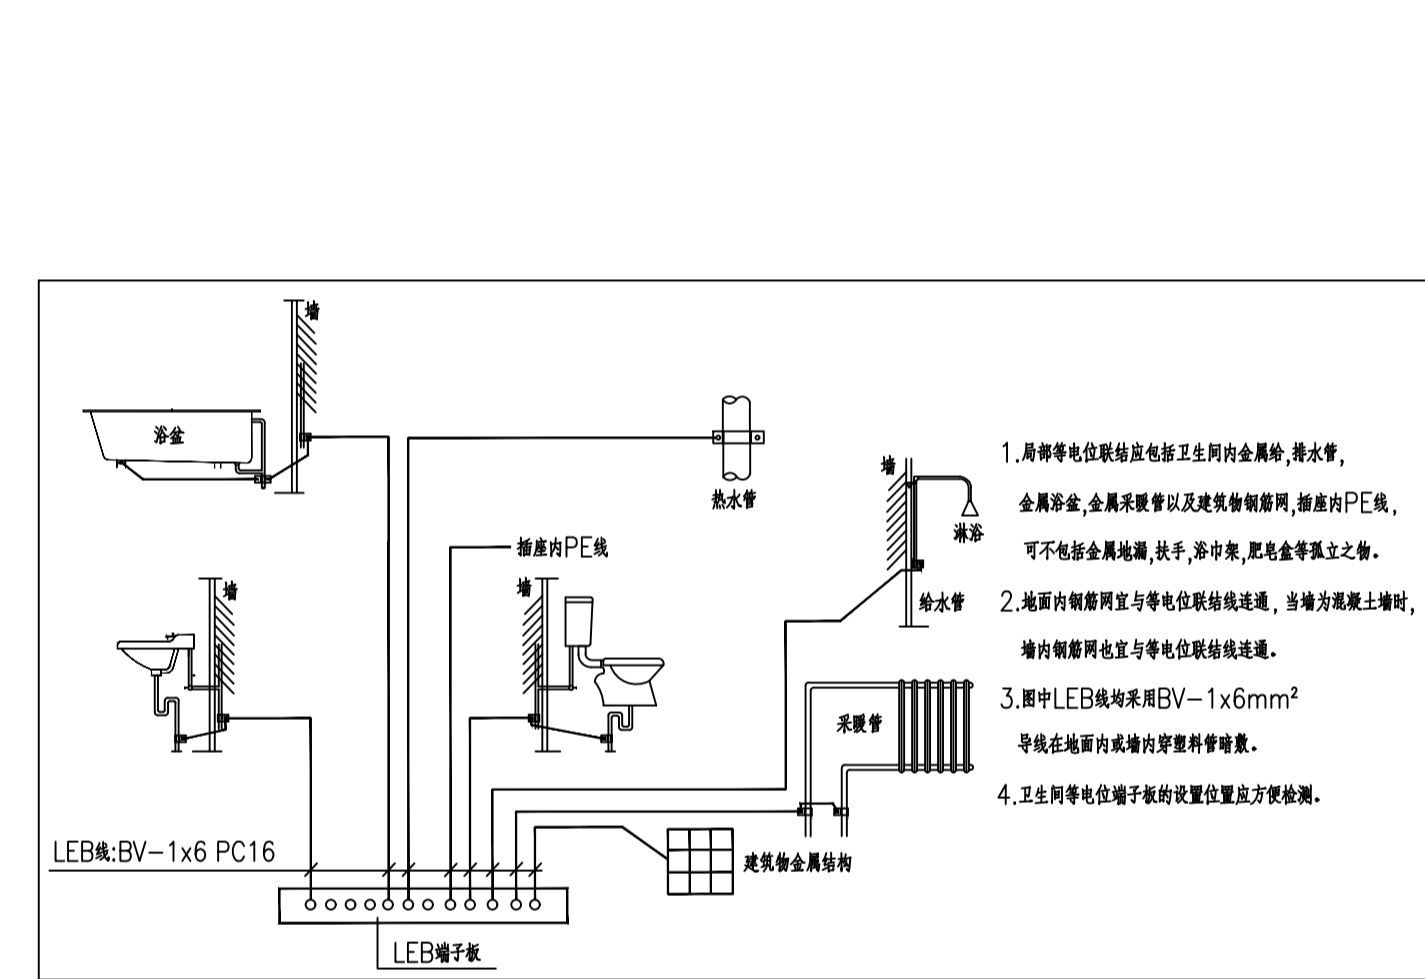 墙
浴盆
热水管
墙
淋浴
给水管
插座内PE线
墙
墙
采暖管
建筑物金属结构
LEB线:BV-1x6 PC16
LEB端子板
1.局部等电位联结应包括卫生间内金属给,排水管,
金属浴盆,金属采暖管以及建筑物钢筋网,插座内PE线,
可不包括金属地漏,扶手,浴巾架,肥皂盒等孤立之物。
2.地面内钢筋网宜与等电位联结线连通,当墙为混凝土墙时,
墙内钢筋网也宜与等电位联结线连通。
3.图中LEB线均采用BV-1x6mm²
导线在地面内或墙内穿塑料管暗敷。
4.卫生间等电位端子板的设置位置应方便检测。